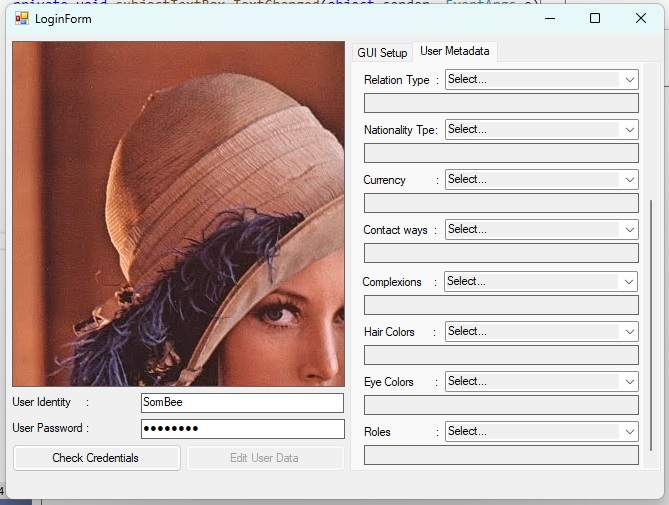 private void subjectTextBox_TextChanged(object sender, EventArgs e)
LoginForm
GUI Setup User Metadata
Relation Type : Select...
Nationality Tpe: Select...
Currency : Select...
Contact ways : Select...
Complexions : Select...
Hair Colors : Select...
Eye Colors : Select...
Roles : Select...
User Identity : SomBee
User Password : ●●●●●●●●
Check Credentials Edit User Data
4